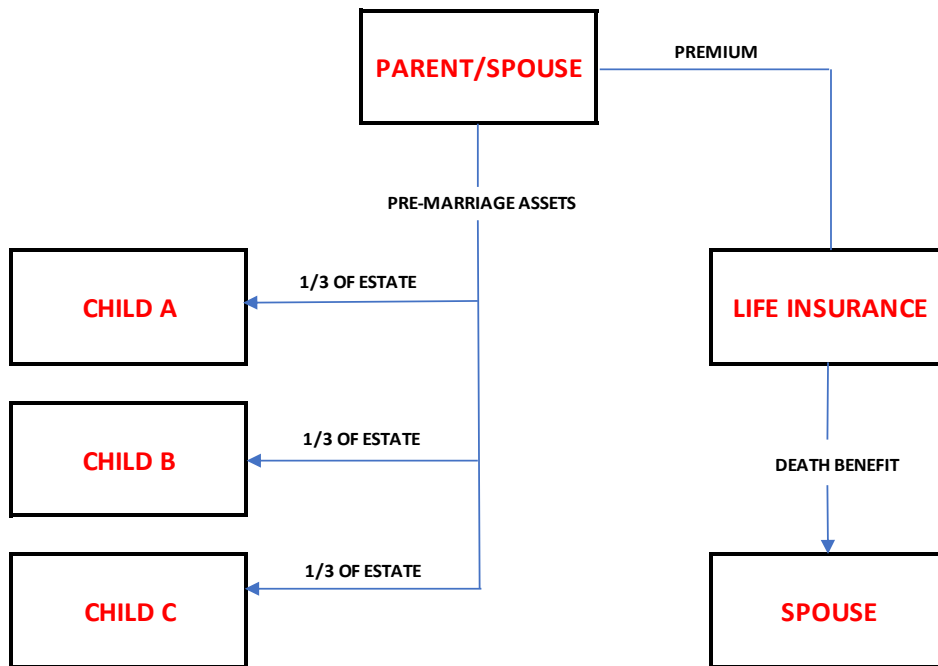 PARENT/SPOUSE
PREMIUM
PRE-MARRIAGE ASSETS
1/3 OF ESTATE
CHILD A
LIFE INSURANCE
1/3 OF ESTATE
CHILD B
DEATH BENEFIT
1/3 OF ESTATE
CHILD C
SPOUSE